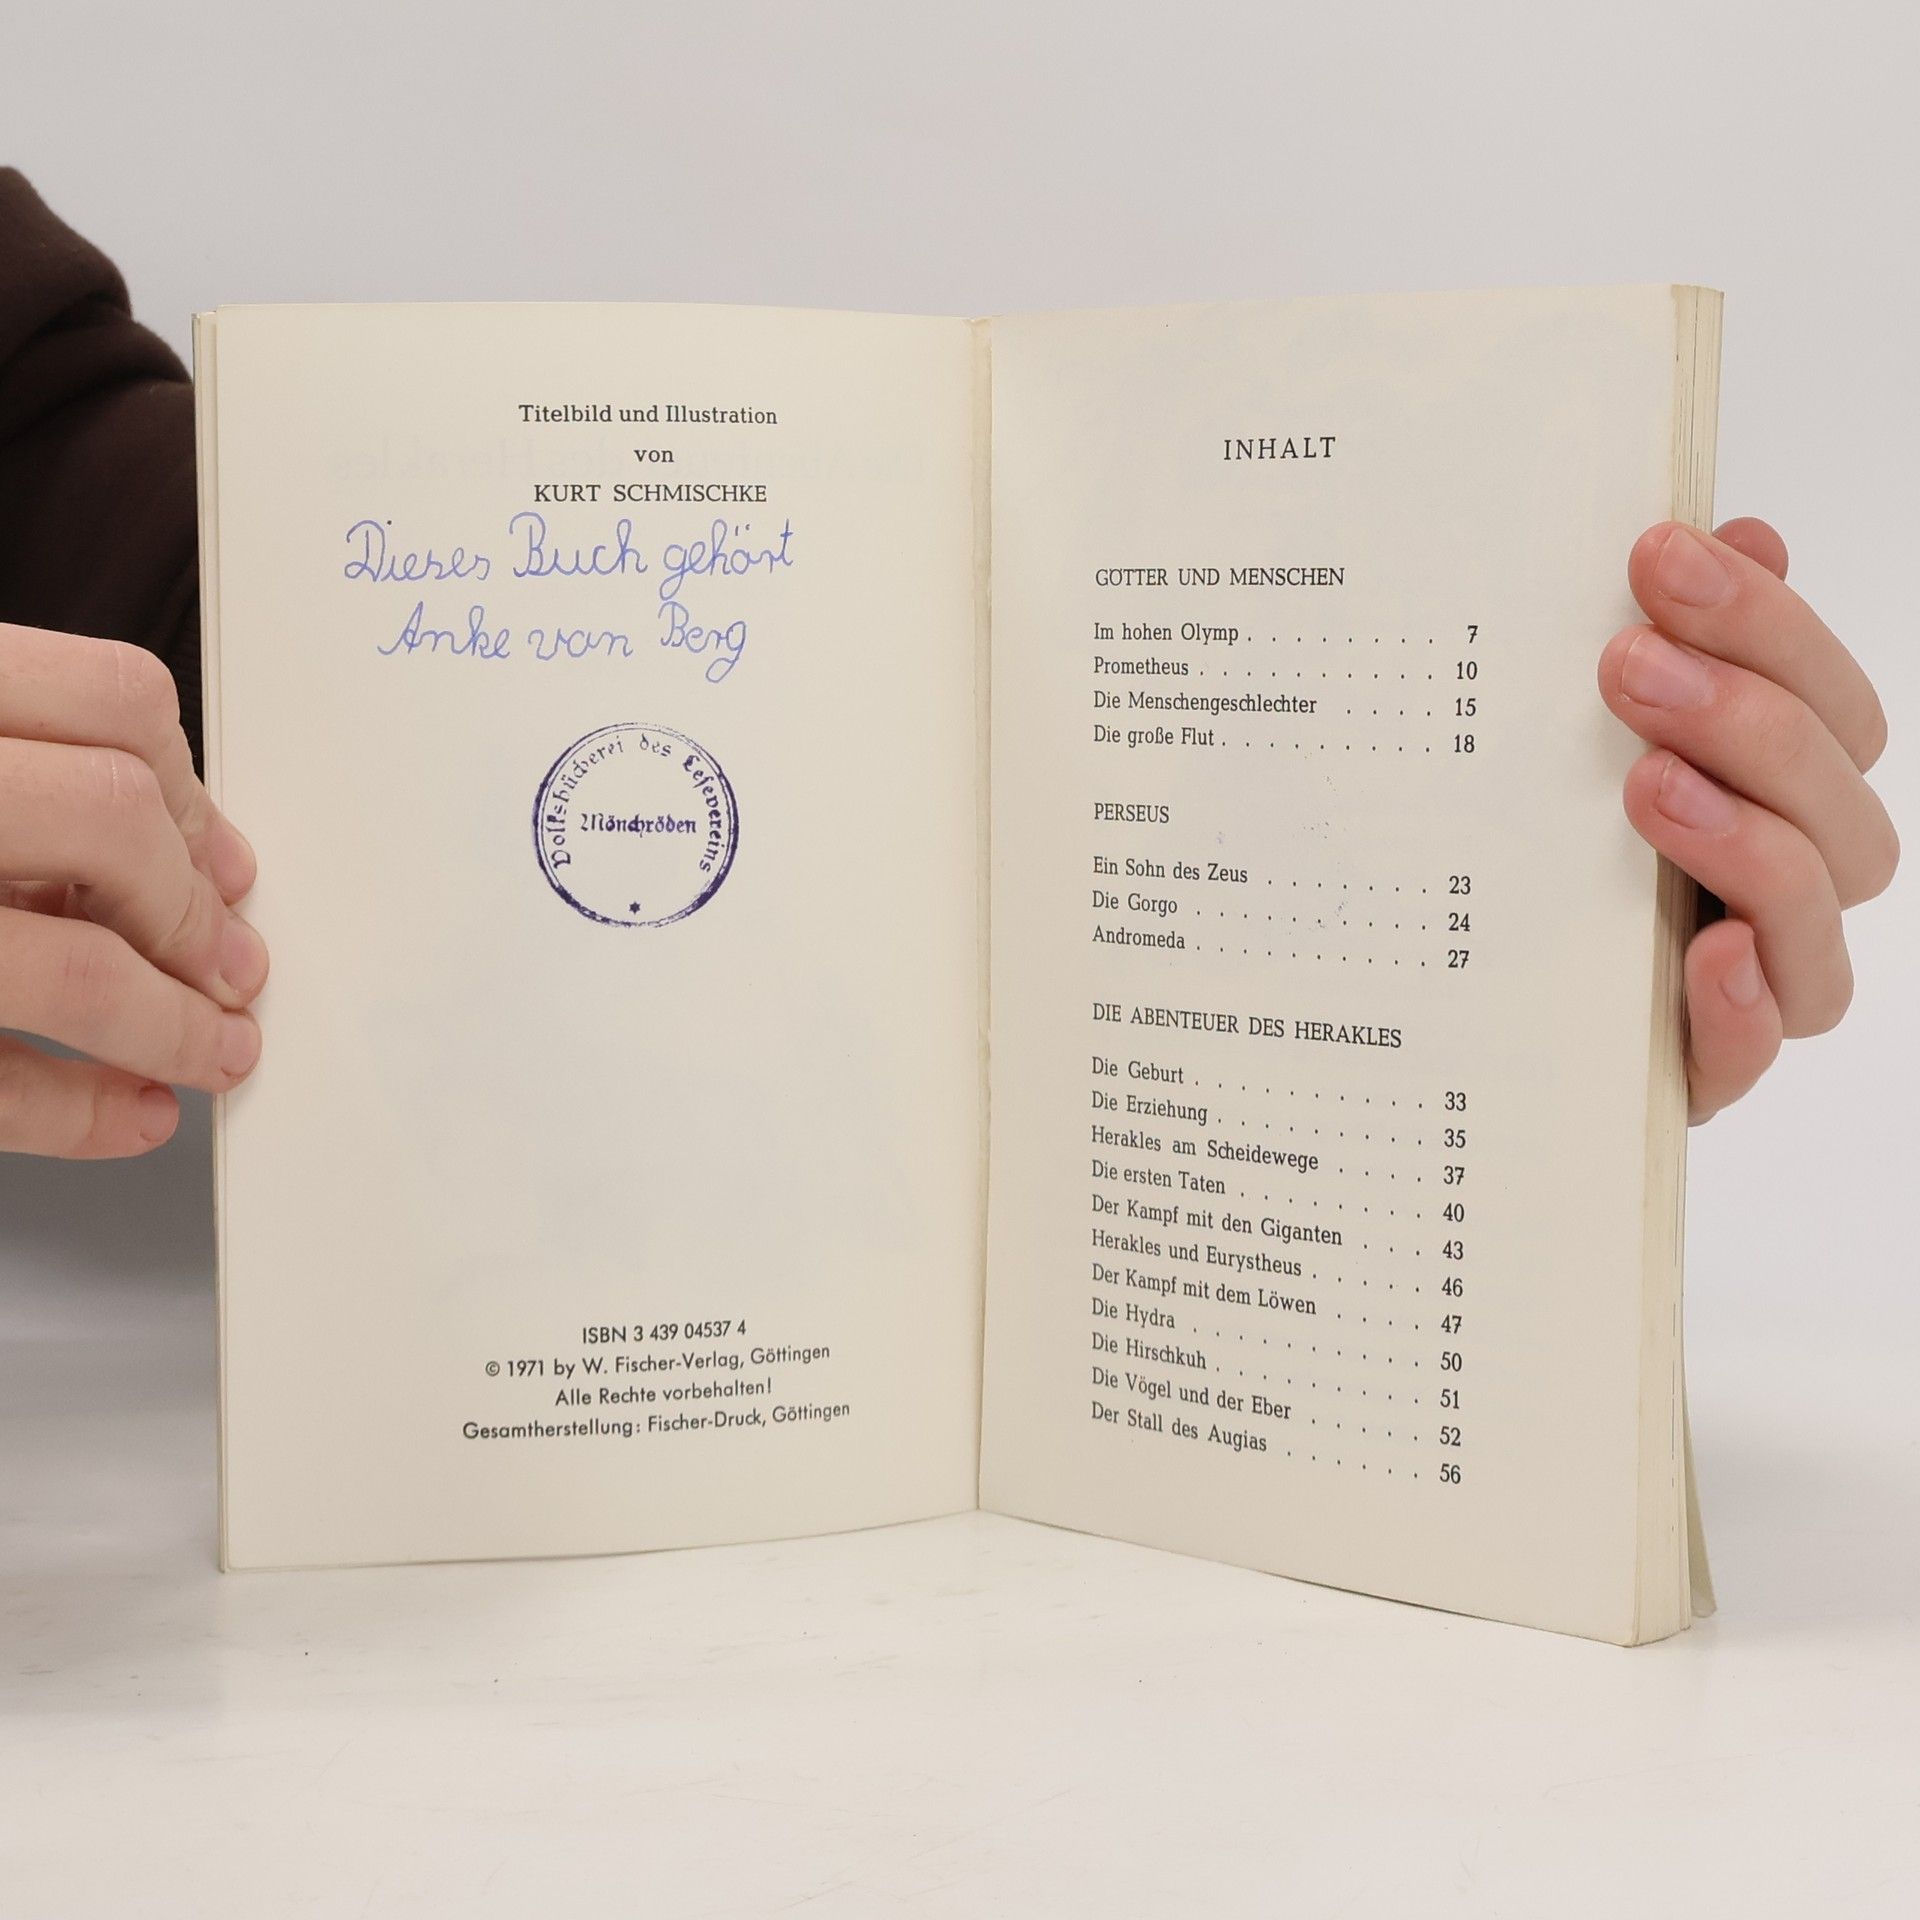 Titelbild und Illustration
von
KURT SCHMISCHKE
Dieses Buch gehört
Anke von Berg
Volksbücherei des Lesevereins
Mönchröden
ISBN 3 439 04537 4
© 1971 by W. Fischer-Verlag, Göttingen
Alle Rechte vorbehalten!
Gesamtherstellung: Fischer-Druck, Göttingen
INHALT
GÖTTER UND MENSCHEN
Im hohen Olymp . . . . . . . . 7
Prometheus . . . . . . . . . . 10
Die Menschengeschlechter . . . . 15
Die große Flut . . . . . . . . . 18
PERSEUS
Ein Sohn des Zeus . . . . . . . 23
Die Gorgo . . . . . . . . . . 24
Andromeda . . . . . . . . . . 27
DIE ABENTEUER DES HERAKLES
Die Geburt . . . . . . . . . . 33
Die Erziehung . . . . . . . . . 35
Herakles am Scheidewege . . . . 37
Die ersten Taten . . . . . . . . 40
Der Kampf mit den Giganten . . . 43
Herakles und Eurystheus . . . . . 46
Der Kampf mit dem Löwen . . . . 47
Die Hydra . . . . . . . . . . 50
Die Hirschkuh . . . . . . . . . 51
Die Vögel und der Eber . . . . . 52
Der Stall des Augias . . . . . . 56